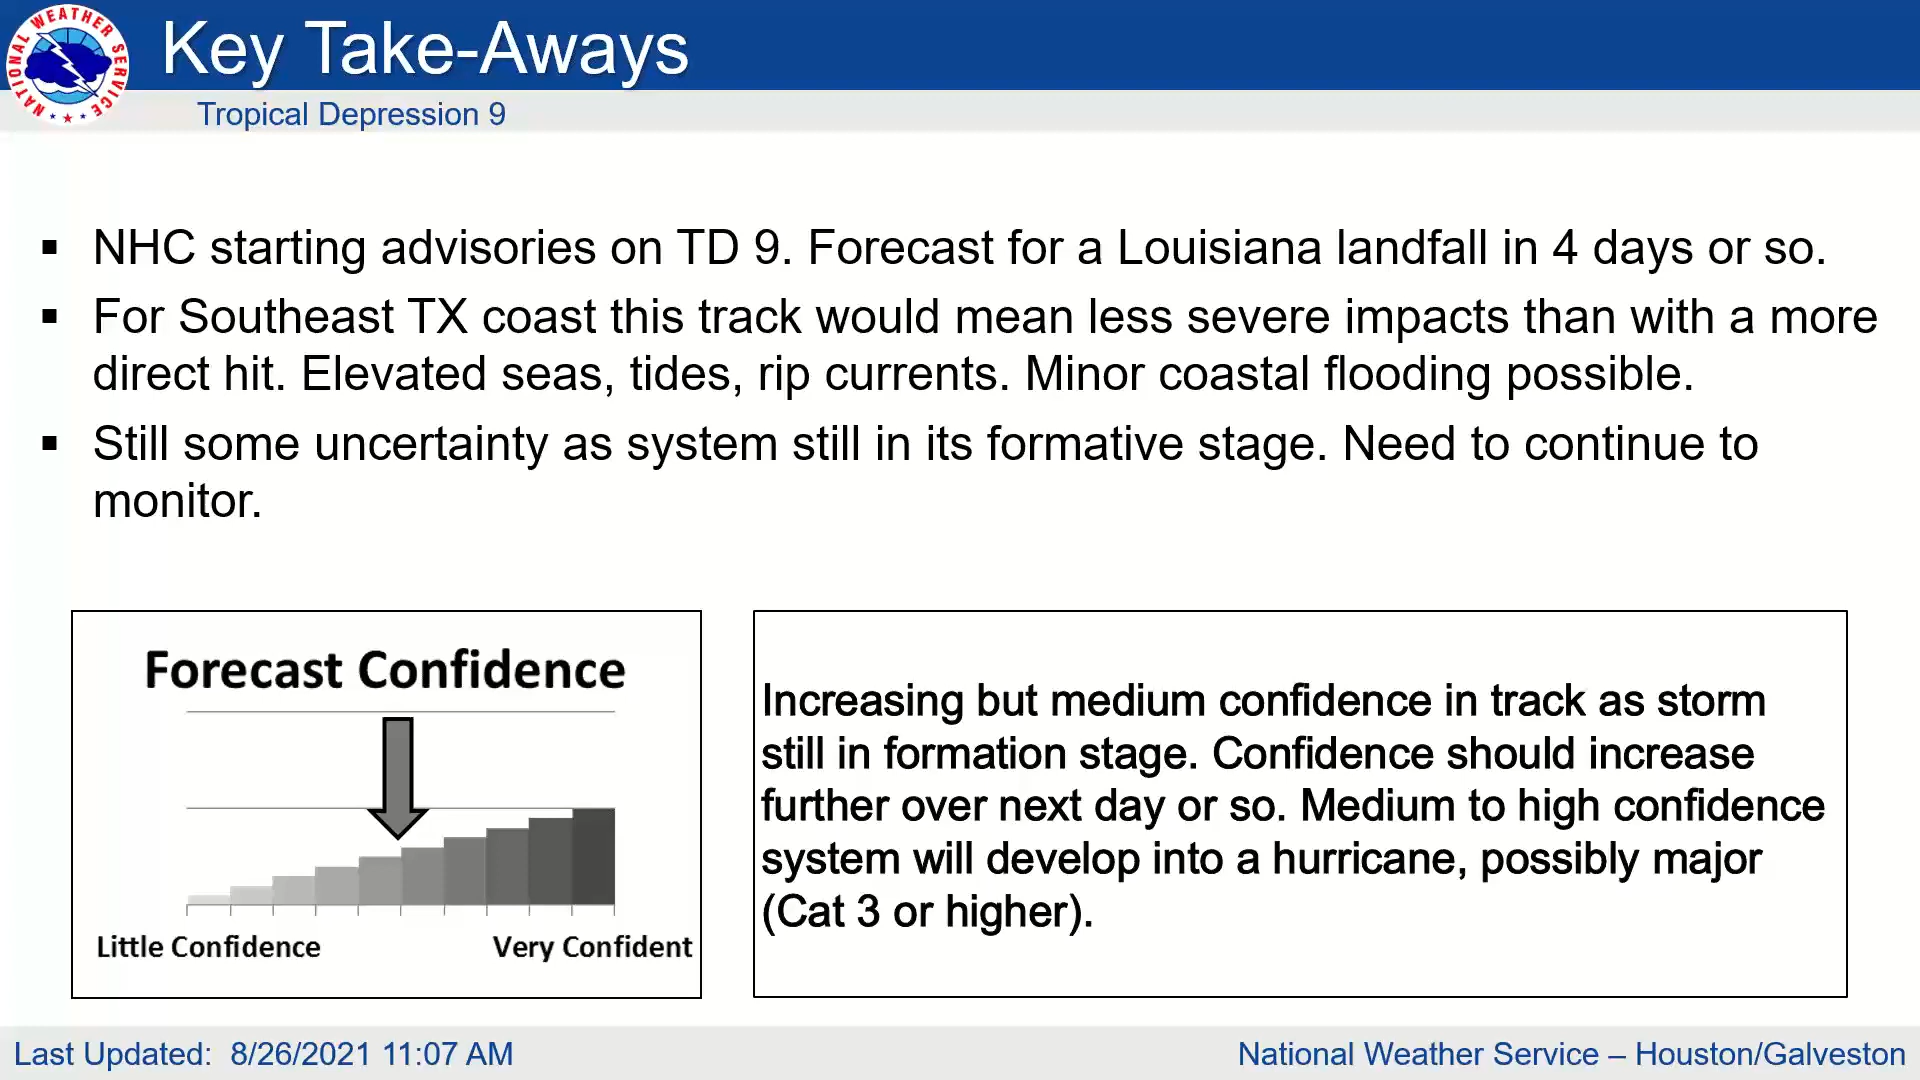 NATIONAL WEATHER SERVICE
Key Take-Aways
Tropical Depression 9
▪ NHC starting advisories on TD 9. Forecast for a Louisiana landfall in 4 days or so.
▪ For Southeast TX coast this track would mean less severe impacts than with a more
direct hit. Elevated seas, tides, rip currents. Minor coastal flooding possible.
▪ Still some uncertainty as system still in its formative stage. Need to continue to
monitor.
Forecast Confidence
Little Confidence
Very Confident
Increasing but medium confidence in track as storm
still in formation stage. Confidence should increase
further over next day or so. Medium to high confidence
system will develop into a hurricane, possibly major
(Cat 3 or higher).
Last Updated: 8/26/2021 11:07 AM
National Weather Service – Houston/Galveston